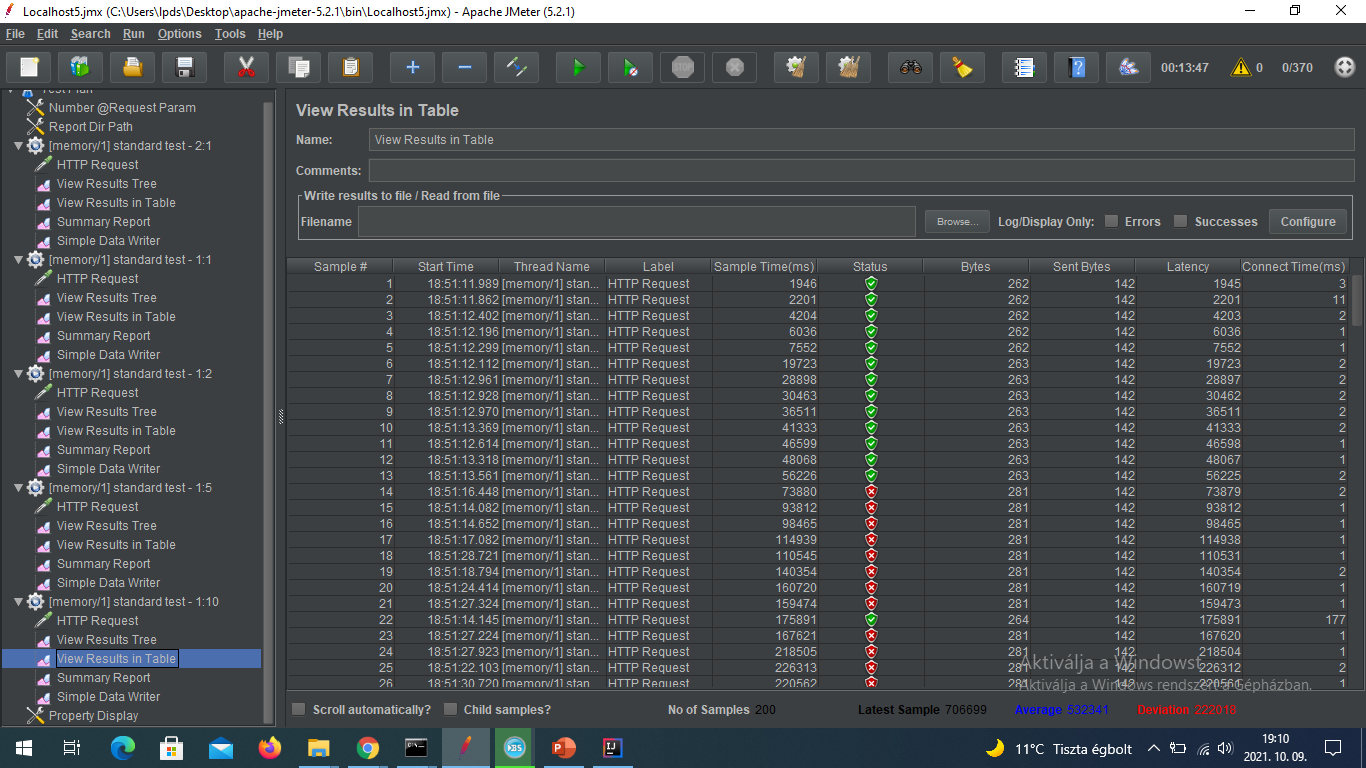 Localhost5.jmx (C:\Users\lpds\Desktop\apache-jmeter-5.2.1\bin\Localhost5.jmx) - Apache JMeter (5.2.1)
File Edit Search Run Options Tools Help
STOP 00:13:47 0 0/370
Test Plan
Number @Request Param
Report Dir Path
[memory/1] standard test - 2:1
HTTP Request
View Results Tree
View Results in Table
Summary Report
Simple Data Writer
[memory/1] standard test - 1:1
HTTP Request
View Results Tree
View Results in Table
Summary Report
Simple Data Writer
[memory/1] standard test - 1:2
HTTP Request
View Results Tree
View Results in Table
Summary Report
Simple Data Writer
[memory/1] standard test - 1:5
HTTP Request
View Results Tree
View Results in Table
Summary Report
Simple Data Writer
[memory/1] standard test - 1:10
HTTP Request
View Results Tree
View Results in Table
Summary Report
Simple Data Writer
Property Display
View Results in Table
Name: View Results in Table
Comments:
Write results to file / Read from file
Filename Browse... Log/Display Only: Errors Successes Configure
Sample # Start Time Thread Name Label Sample Time(ms) Status Bytes Sent Bytes Latency Connect Time(ms)
1 18:51:11.989 [memory/1] stan... HTTP Request 1946 262 142 1945 3
2 18:51:11.862 [memory/1] stan... HTTP Request 2201 262 142 2201 11
3 18:51:12.402 [memory/1] stan... HTTP Request 4204 262 142 4203 2
4 18:51:12.196 [memory/1] stan... HTTP Request 6036 262 142 6036 1
5 18:51:12.299 [memory/1] stan... HTTP Request 7552 262 142 7552 1
6 18:51:12.112 [memory/1] stan... HTTP Request 19723 263 142 19723 2
7 18:51:12.961 [memory/1] stan... HTTP Request 28898 263 142 28897 2
8 18:51:12.928 [memory/1] stan... HTTP Request 30463 263 142 30462 2
9 18:51:12.970 [memory/1] stan... HTTP Request 36511 263 142 36511 2
10 18:51:13.369 [memory/1] stan... HTTP Request 41333 263 142 41333 2
11 18:51:12.614 [memory/1] stan... HTTP Request 46599 263 142 46598 1
12 18:51:13.318 [memory/1] stan... HTTP Request 48068 263 142 48067 1
13 18:51:13.561 [memory/1] stan... HTTP Request 56226 263 142 56225 2
14 18:51:16.448 [memory/1] stan... HTTP Request 73880 281 142 73879 2
15 18:51:14.082 [memory/1] stan... HTTP Request 93812 281 142 93812 1
16 18:51:14.652 [memory/1] stan... HTTP Request 98465 281 142 98465 1
17 18:51:17.082 [memory/1] stan... HTTP Request 114939 281 142 114938 1
18 18:51:28.721 [memory/1] stan... HTTP Request 110545 281 142 110531 1
19 18:51:18.794 [memory/1] stan... HTTP Request 140354 281 142 140354 2
20 18:51:24.414 [memory/1] stan... HTTP Request 160720 281 142 160719 1
21 18:51:27.324 [memory/1] stan... HTTP Request 159474 281 142 159473 1
22 18:51:14.145 [memory/1] stan... HTTP Request 175891 264 142 175891 177
23 18:51:27.224 [memory/1] stan... HTTP Request 167621 281 142 167620 1
24 18:51:27.923 [memory/1] stan... HTTP Request 218505 281 142 218504 1
25 18:51:22.103 [memory/1] stan... HTTP Request 226313 281 142 226312 2
26 18:51:30.720 [memory/1] stan... HTTP Request 220562 281 142 220561 1
Aktiválja a Windowst
Aktiválja a Windows rendszert a Gépházban.
Scroll automatically? Child samples? No of Samples 200 Latest Sample 706699 Average 532341 Deviation 222018
11°C Tiszta égbolt 19:10
2021. 10. 09.